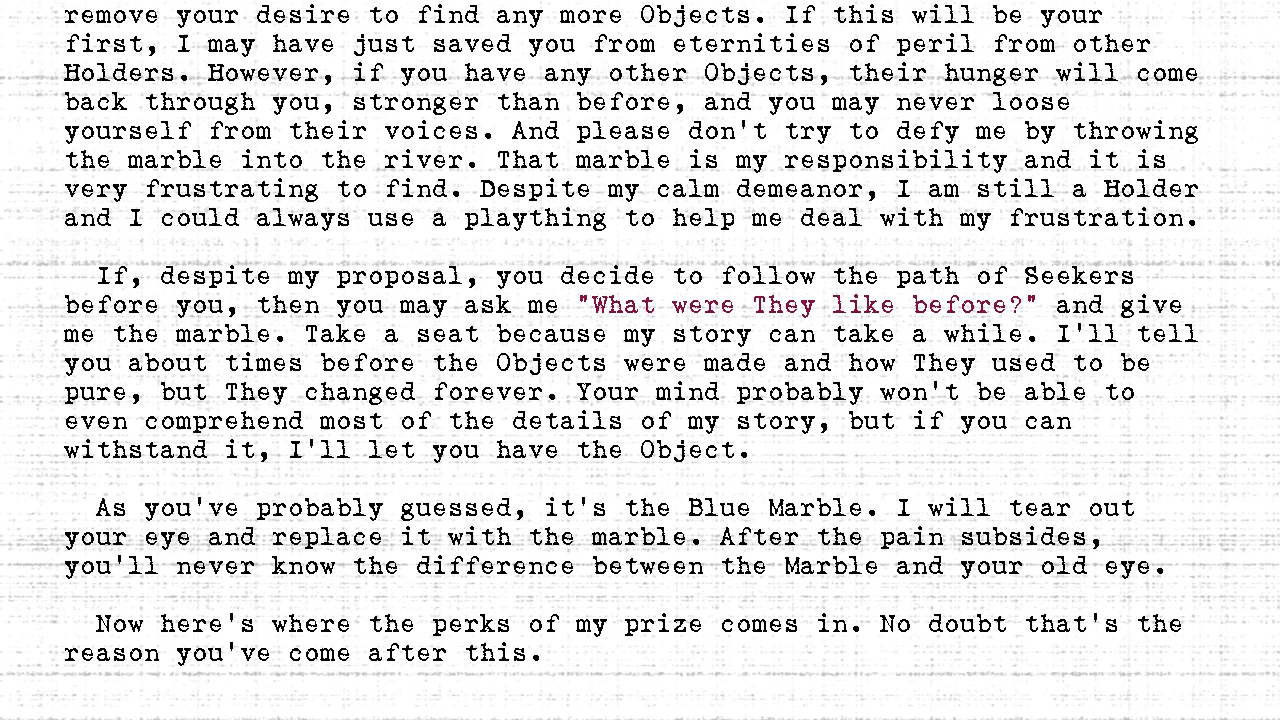 remove your desire to find any more Objects. If this will be your
first, I may have just saved you from eternities of peril from other
Holders. However, if you have any other Objects, their hunger will come
back through you, stronger than before, and you may never loose
yourself from their voices. And please don't try to defy me by throwing
the marble into the river. That marble is my responsibility and it is
very frustrating to find. Despite my calm demeanor, I am still a Holder
and I could always use a plaything to help me deal with my frustration.
If, despite my proposal, you decide to follow the path of Seekers
before you, then you may ask me "What were They like before?" and give
me the marble. Take a seat because my story can take a while. I'll tell
you about times before the Objects were made and how They used to be
pure, but They changed forever. Your mind probably won't be able to
even comprehend most of the details of my story, but if you can
withstand it, I'll let you have the Object.
As you've probably guessed, it's the Blue Marble. I will tear out
your eye and replace it with the marble. After the pain subsides,
you'll never know the difference between the Marble and your old eye.
Now here's where the perks of my prize comes in. No doubt that's the
reason you've come after this.